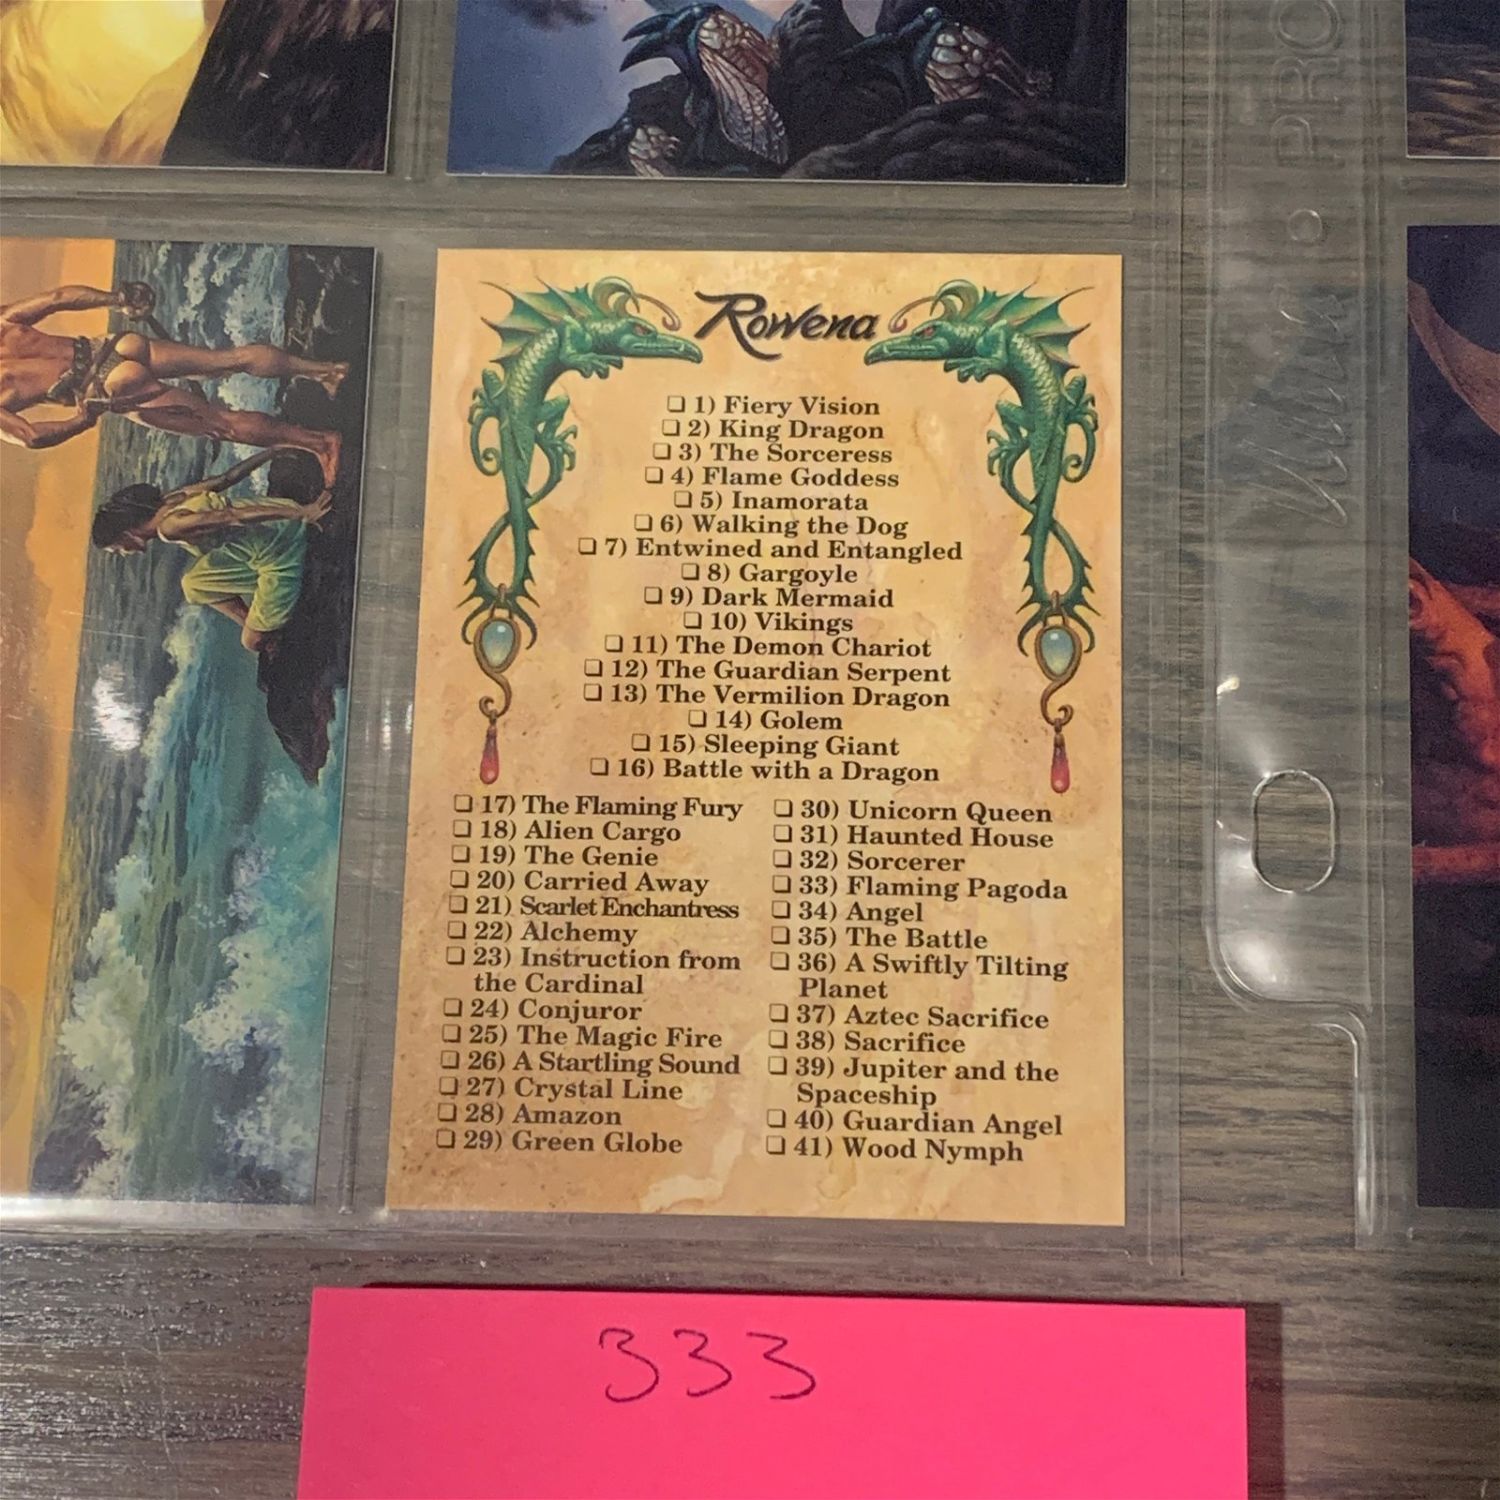 PRO
Rowena
❏ 1) Fiery Vision
❏ 2) King Dragon
❏ 3) The Sorceress
❏ 4) Flame Goddess
❏ 5) Inamorata
❏ 6) Walking the Dog
❏ 7) Entwined and Entangled
❏ 8) Gargoyle
❏ 9) Dark Mermaid
❏ 10) Vikings
❏ 11) The Demon Chariot
❏ 12) The Guardian Serpent
❏ 13) The Vermilion Dragon
❏ 14) Golem
❏ 15) Sleeping Giant
❏ 16) Battle with a Dragon
❏ 17) The Flaming Fury
❏ 18) Alien Cargo
❏ 19) The Genie
❏ 20) Carried Away
❏ 21) Scarlet Enchantress
❏ 22) Alchemy
❏ 23) Instruction from
the Cardinal
❏ 24) Conjuror
❏ 25) The Magic Fire
❏ 26) A Startling Sound
❏ 27) Crystal Line
❏ 28) Amazon
❏ 29) Green Globe
❏ 30) Unicorn Queen
❏ 31) Haunted House
❏ 32) Sorcerer
❏ 33) Flaming Pagoda
❏ 34) Angel
❏ 35) The Battle
❏ 36) A Swiftly Tilting
Planet
❏ 37) Aztec Sacrifice
❏ 38) Sacrifice
❏ 39) Jupiter and the
Spaceship
❏ 40) Guardian Angel
❏ 41) Wood Nymph
333